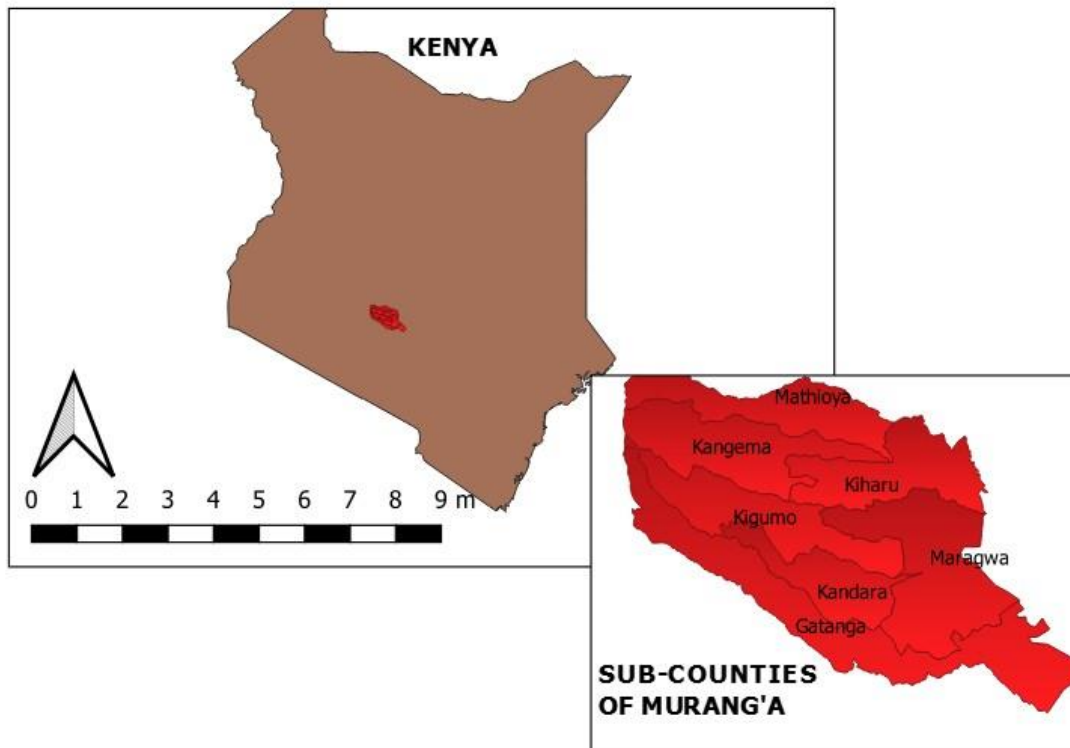 KENYA
0 1 2 3 4 5 6 7 8 9 m
Mathioya
Kangema
Kiharu
Kigumo
Maragwa
Kandara
Gatanga
SUB-COUNTIES
OF MURANG'A